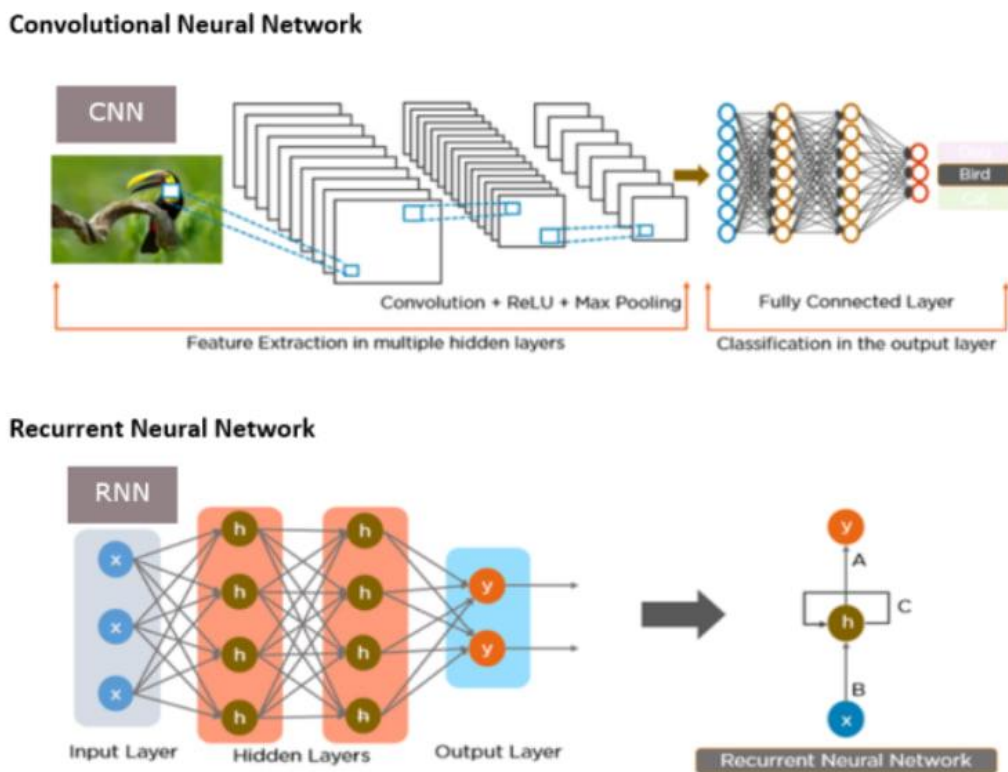 Convolutional Neural Network
CNN
Bird
Convolution + ReLU + Max Pooling
Fully Connected Layer
Feature Extraction in multiple hidden layers
Classification in the output layer
Recurrent Neural Network
RNN
x
x
x
h
h
h
h
h
h
h
h
y
y
Input Layer
Hidden Layers
Output Layer
y
A
C
h
B
x
Recurrent Neural Network